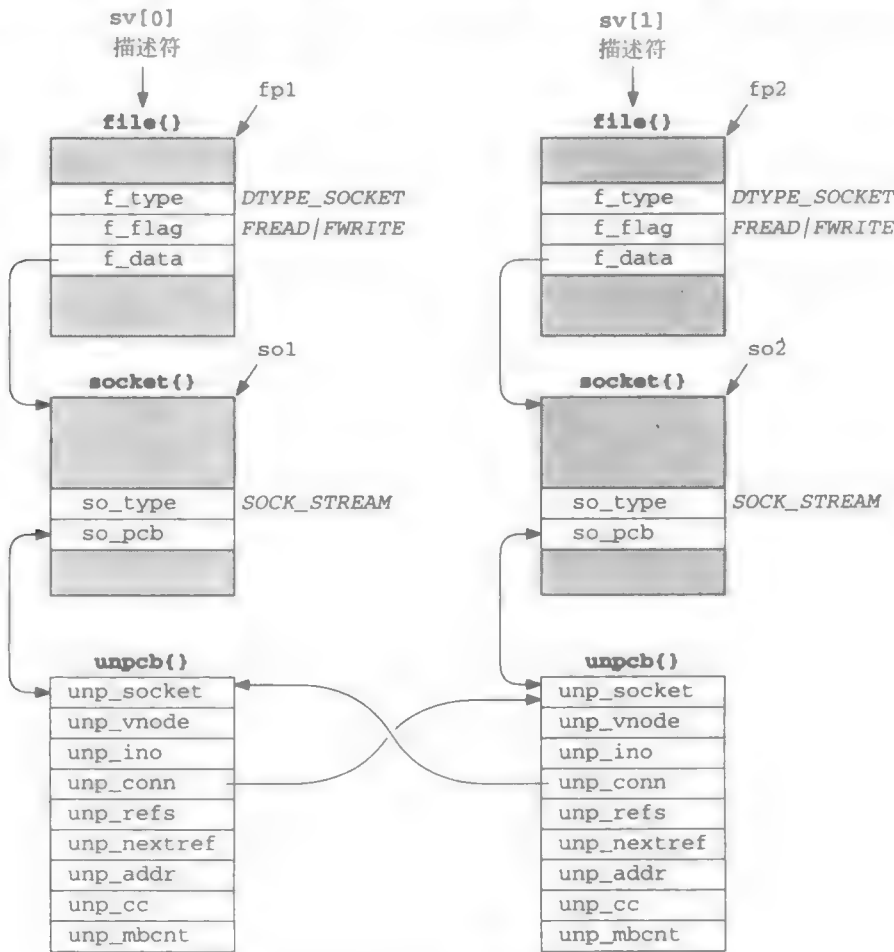 sv[0]
描述符
fp1
file{}
f_type DTYPE_SOCKET
f_flag FREAD|FWRITE
f_data
so1
socket{}
so_type SOCK_STREAM
so_pcb
unpcb{}
unp_socket
unp_vnode
unp_ino
unp_conn
unp_refs
unp_nextref
unp_addr
unp_cc
unp_mbcnt
sv[1]
描述符
fp2
file{}
f_type DTYPE_SOCKET
f_flag FREAD|FWRITE
f_data
so2
socket{}
so_type SOCK_STREAM
so_pcb
unpcb{}
unp_socket
unp_vnode
unp_ino
unp_conn
unp_refs
unp_nextref
unp_addr
unp_cc
unp_mbcnt